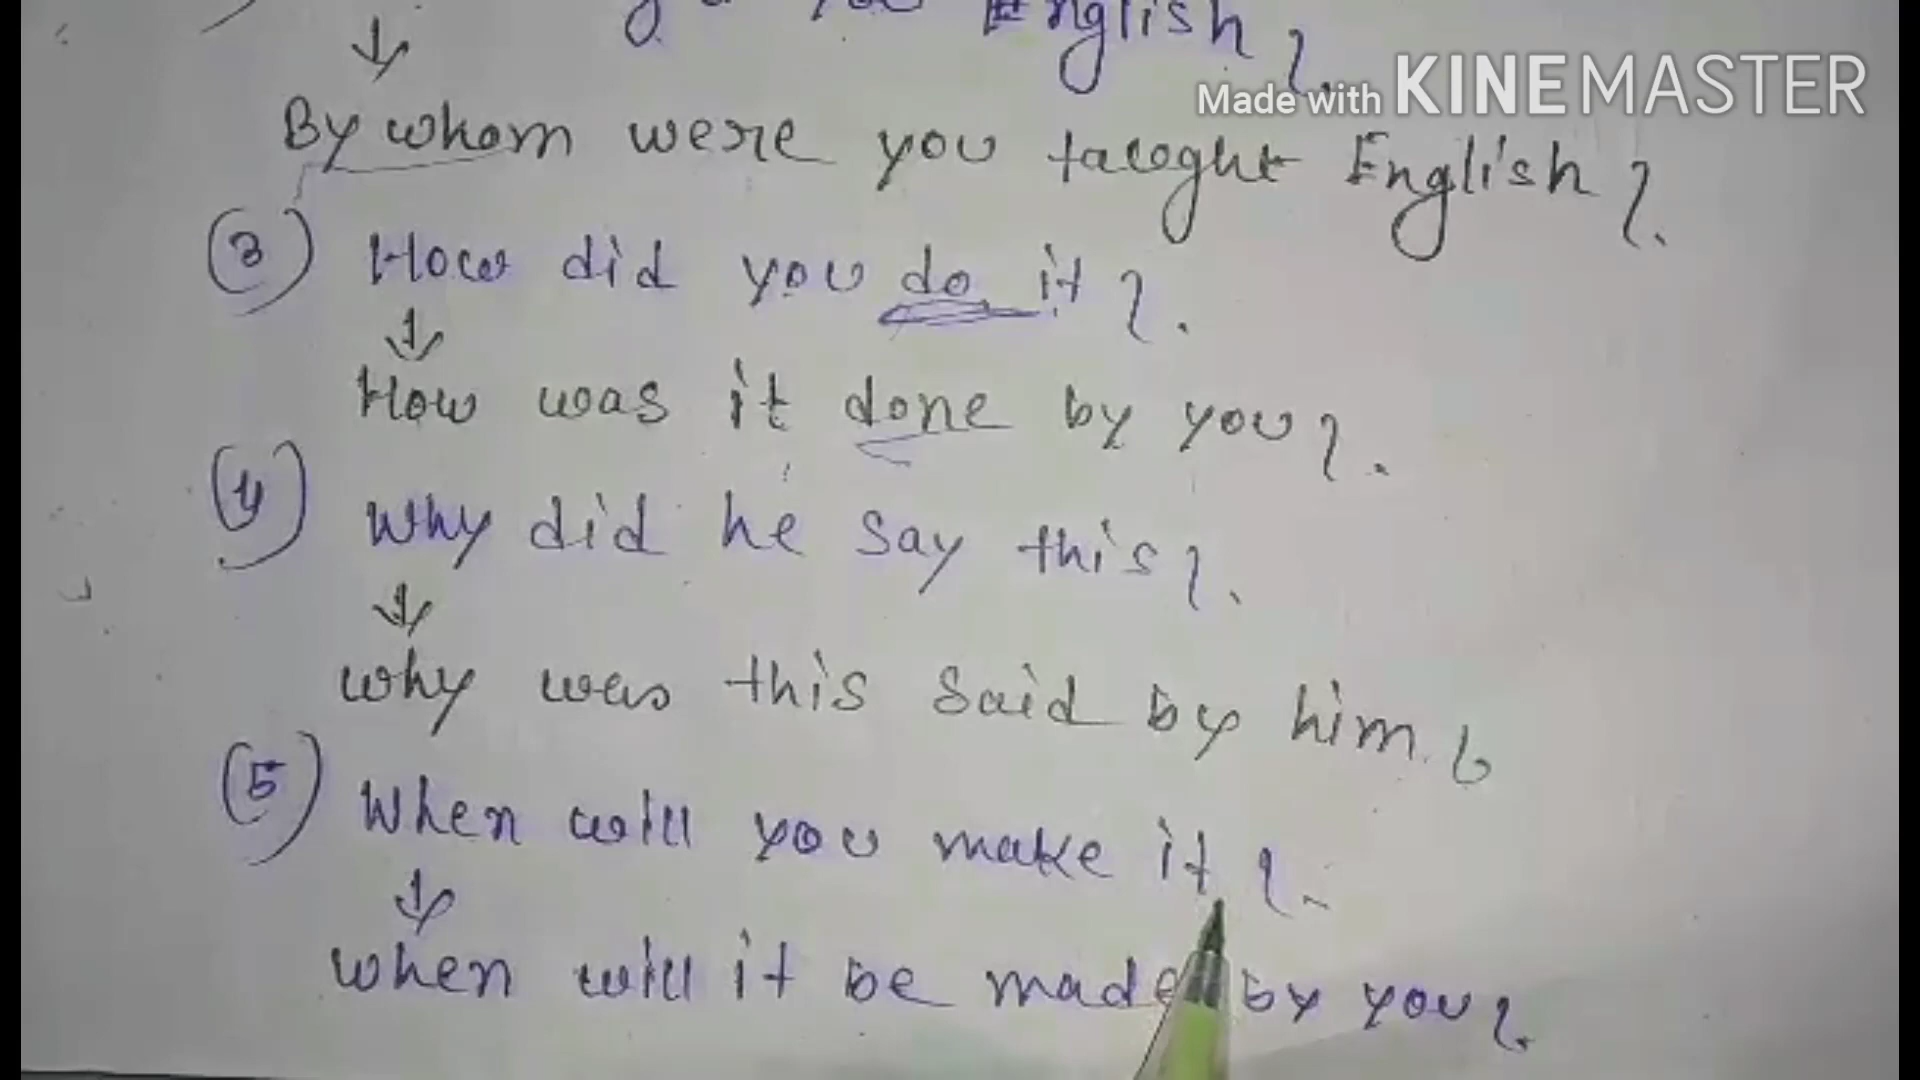 English ?
Made with KINEMASTER
By whom were you taught English ?
(3) How did you do it ?
How was it done by you ?
(4) Why did he say this ?
why was this said by him ?
(5) When will you make it ?
when will it be made by you ?